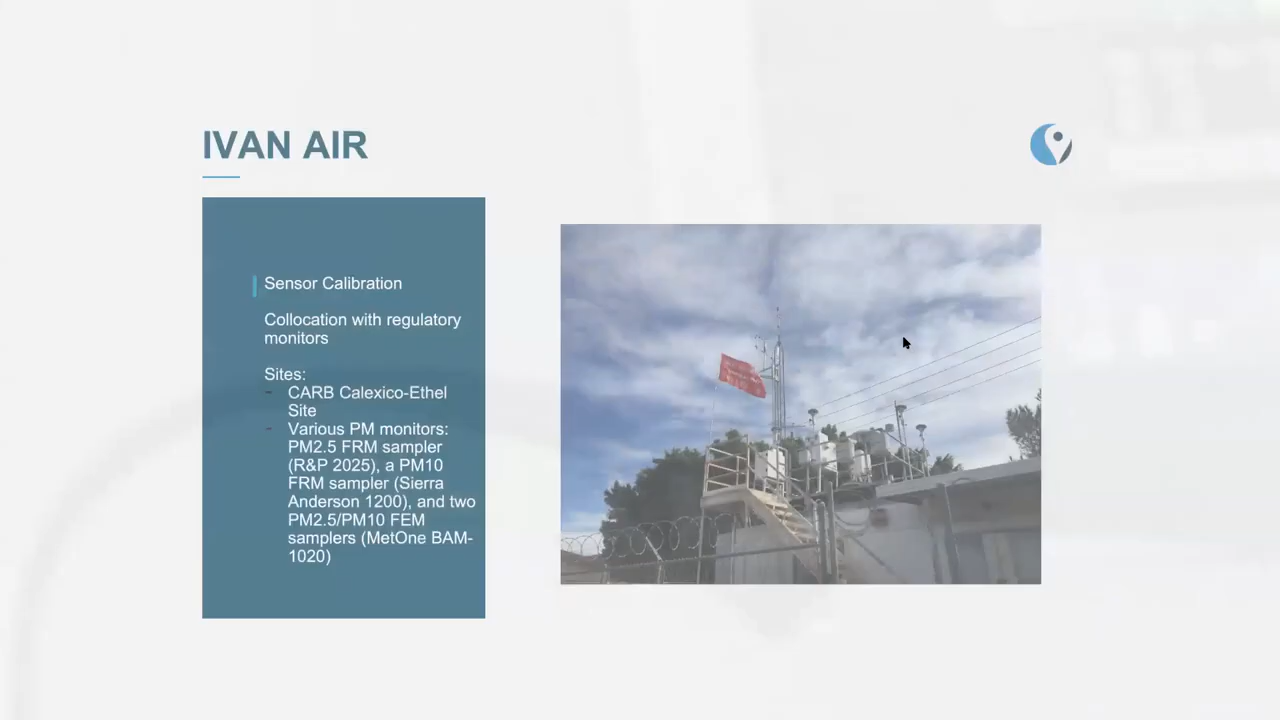 IVAN AIR
Sensor Calibration
Collocation with regulatory
monitors
Sites:
- CARB Calexico-Ethel
Site
- Various PM monitors:
PM2.5 FRM sampler
(R&P 2025), a PM10
FRM sampler (Sierra
Anderson 1200), and two
PM2.5/PM10 FEM
samplers (MetOne BAM-
1020)